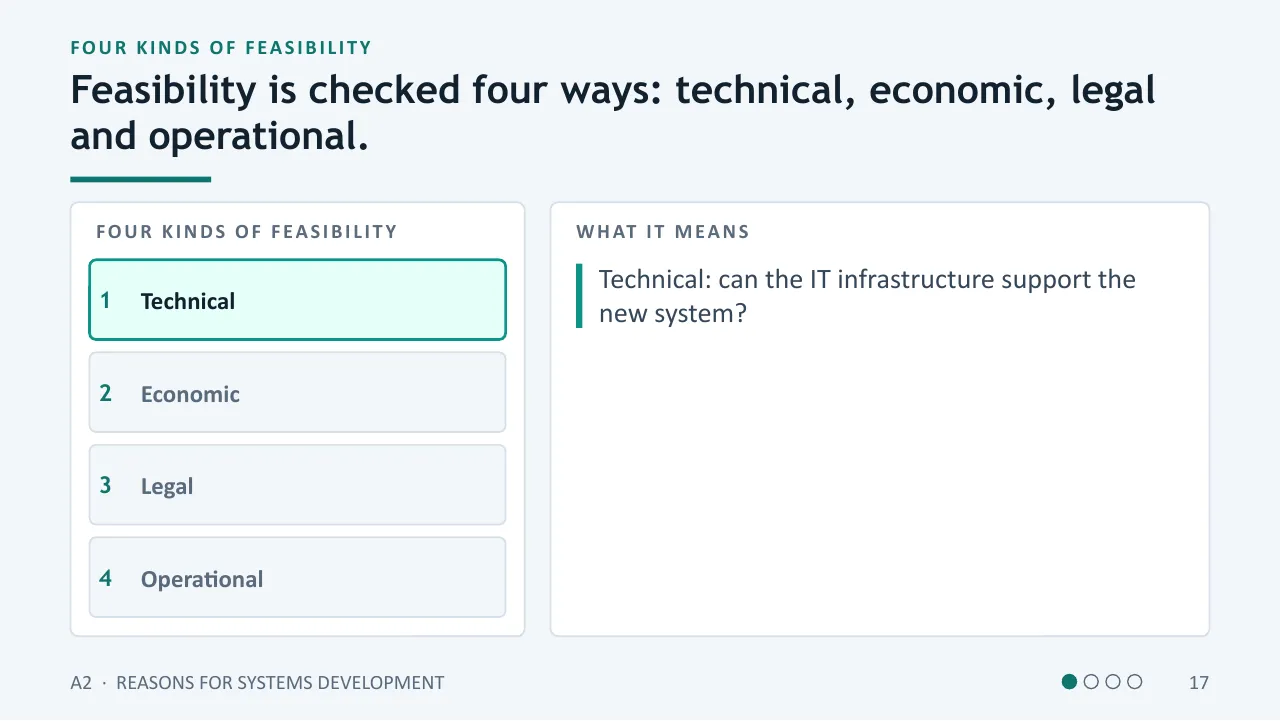 FOUR KINDS OF FEASIBILITY
Feasibility is checked four ways: technical, economic, legal
and operational.
FOUR KINDS OF FEASIBILITY
1 Technical
2 Economic
3 Legal
4 Operational
WHAT IT MEANS
Technical: can the IT infrastructure support the
new system?
A2 · REASONS FOR SYSTEMS DEVELOPMENT
17